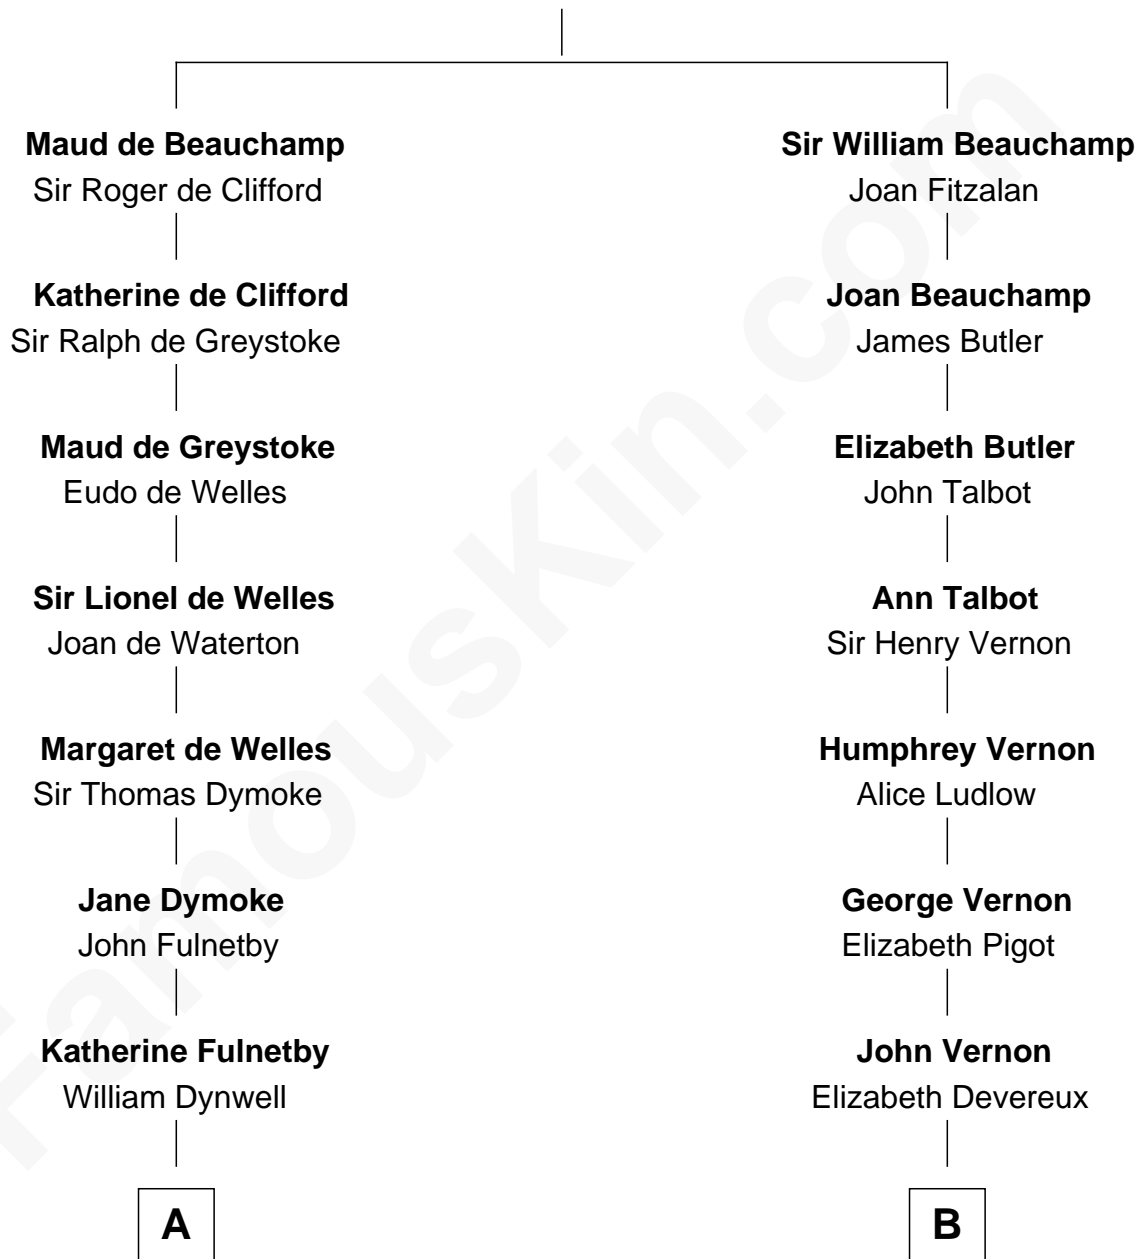 Maud de Beauchamp
Sir Roger de Clifford
Katherine de Clifford
Sir Ralph de Greystoke
Maud de Greystoke
Eudo de Welles
Sir Lionel de Welles
Joan de Waterton
Margaret de Welles
Sir Thomas Dymoke
Jane Dymoke
John Fulnetby
Katherine Fulnetby
William Dynwell
A
Sir William Beauchamp
Joan Fitzalan
Joan Beauchamp
James Butler
Elizabeth Butler
John Talbot
Ann Talbot
Sir Henry Vernon
Humphrey Vernon
Alice Ludlow
George Vernon
Elizabeth Pigot
John Vernon
Elizabeth Devereux
B
FamousKin.com